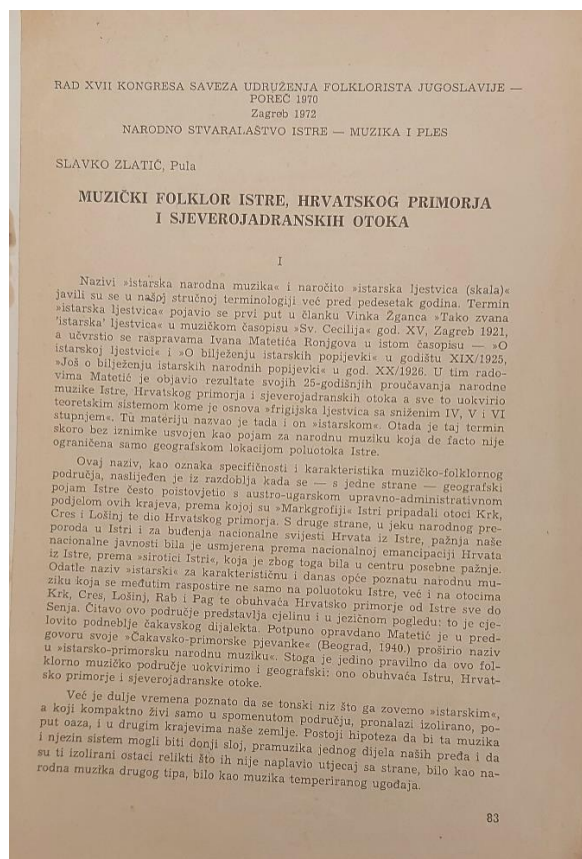 RAD XVII KONGRESA SAVEZA UDRUŽENJA FOLKLORISTA JUGOSLAVIJE —
POREČ 1970
Zagreb 1972
NARODNO STVARALAŠTVO ISTRE — MUZIKA I PLES
SLAVKO ZLATIĆ, Pula
MUZIČKI FOLKLOR ISTRE, HRVATSKOG PRIMORJA
I SJEVEROJADRANSKIH OTOKA
I
Nazivi »istarska narodna muzika« i naročito »istarska ljestvica (skala)«
javili su se u našoj stručnoj terminologiji već pred pedesetak godina. Termin
»istarska ljestvica« pojavio se prvi put u članku Vinka Žganca »Tako zvana
'istarska' ljestvica« u muzičkom časopisu »Sv. Cecilija« god. XV, Zagreb 1921,
a učvrstio se raspravama Ivana Matetića Ronjgova u istom časopisu — »O
istarskoj ljestvici« i »O bilježenju istarskih popijevki« u godištu XIX/1925,
»Još o bilježenju istarskih narodnih popijevki« u god. XX/1926. U tim rado-
vima Matetić je objavio rezultate svojih 25-godišnjih proučavanja narodne
muzike Istre, Hrvatskog primorja i sjeverojadranskih otoka a sve to uokvirio
teoretskim sistemom kome je osnova »frigijska ljestvica sa sniženim IV, V i VI
stupnjem«. Tu materiju nazvao je tada i on »istarskom«. Otada je taj termin
skoro bez iznimke usvojen kao pojam za narodnu muziku koja de facto nije
ograničena samo geografskom lokacijom poluotoka Istre.
Ovaj naziv, kao oznaka specifičnosti i karakteristika muzičko-folklornog
područja, naslijeđen je iz razdoblja kada se — s jedne strane — geografski
pojam Istre često poistovjetio s austro-ugarskom upravno-administrativnom
podjelom ovih krajeva, prema kojoj su »Markgrofiji« Istri pripadali otoci Krk,
Cres i Lošinj te dio Hrvatskog primorja. S druge strane, u jeku narodnog pre-
poroda u Istri i za buđenja nacionalne svijesti Hrvata iz Istre, pažnja naše
nacionalne javnosti bila je usmjerena prema nacionalnoj emancipaciji Hrvata
iz Istre, prema »sirotici Istri«, koja je zbog toga bila u centru posebne pažnje.
Odatle naziv »istarski« za karakterističnu i danas opće poznatu narodnu mu-
ziku koja se međutim rasprostire ne samo na poluotoku Istre, već i na otocima
Krk, Cres, Lošinj, Rab i Pag te obuhvaća Hrvatsko primorje od Istre sve do
Senja. Čitavo ovo područje predstavlja cjelinu i u jezičnom pogledu: to je cje-
lovito podneblje čakavskog dijalekta. Potpuno opravdano Matetić je u pred-
govoru svoje »Čakavsko-primorske pjevanke« (Beograd, 1940.) proširio naziv
u »istarsko-primorsku narodnu muziku«. Stoga je jedino pravilno da ovo fol-
klorno muzičko područje uokvirimo i geografski: ono obuhvaća Istru, Hrvat-
sko primorje i sjeverojadranske otoke.
Već je dulje vremena poznato da se tonski niz što ga zovemo »istarskim«,
a koji kompaktno živi samo u spomenutom području, pronalazi izolirano, po-
put oaza, i u drugim krajevima naše zemlje. Postoji hipoteza da bi ta muzika
i njezin sistem mogli biti donji sloj, pramuzika jednog dijela naših pređa i da
su ti izolirani ostaci relikti što ih nije naplavio utjecaj sa strane, bilo kao na-
rodna muzika drugog tipa, bilo kao muzika temperiranog ugođaja.
83